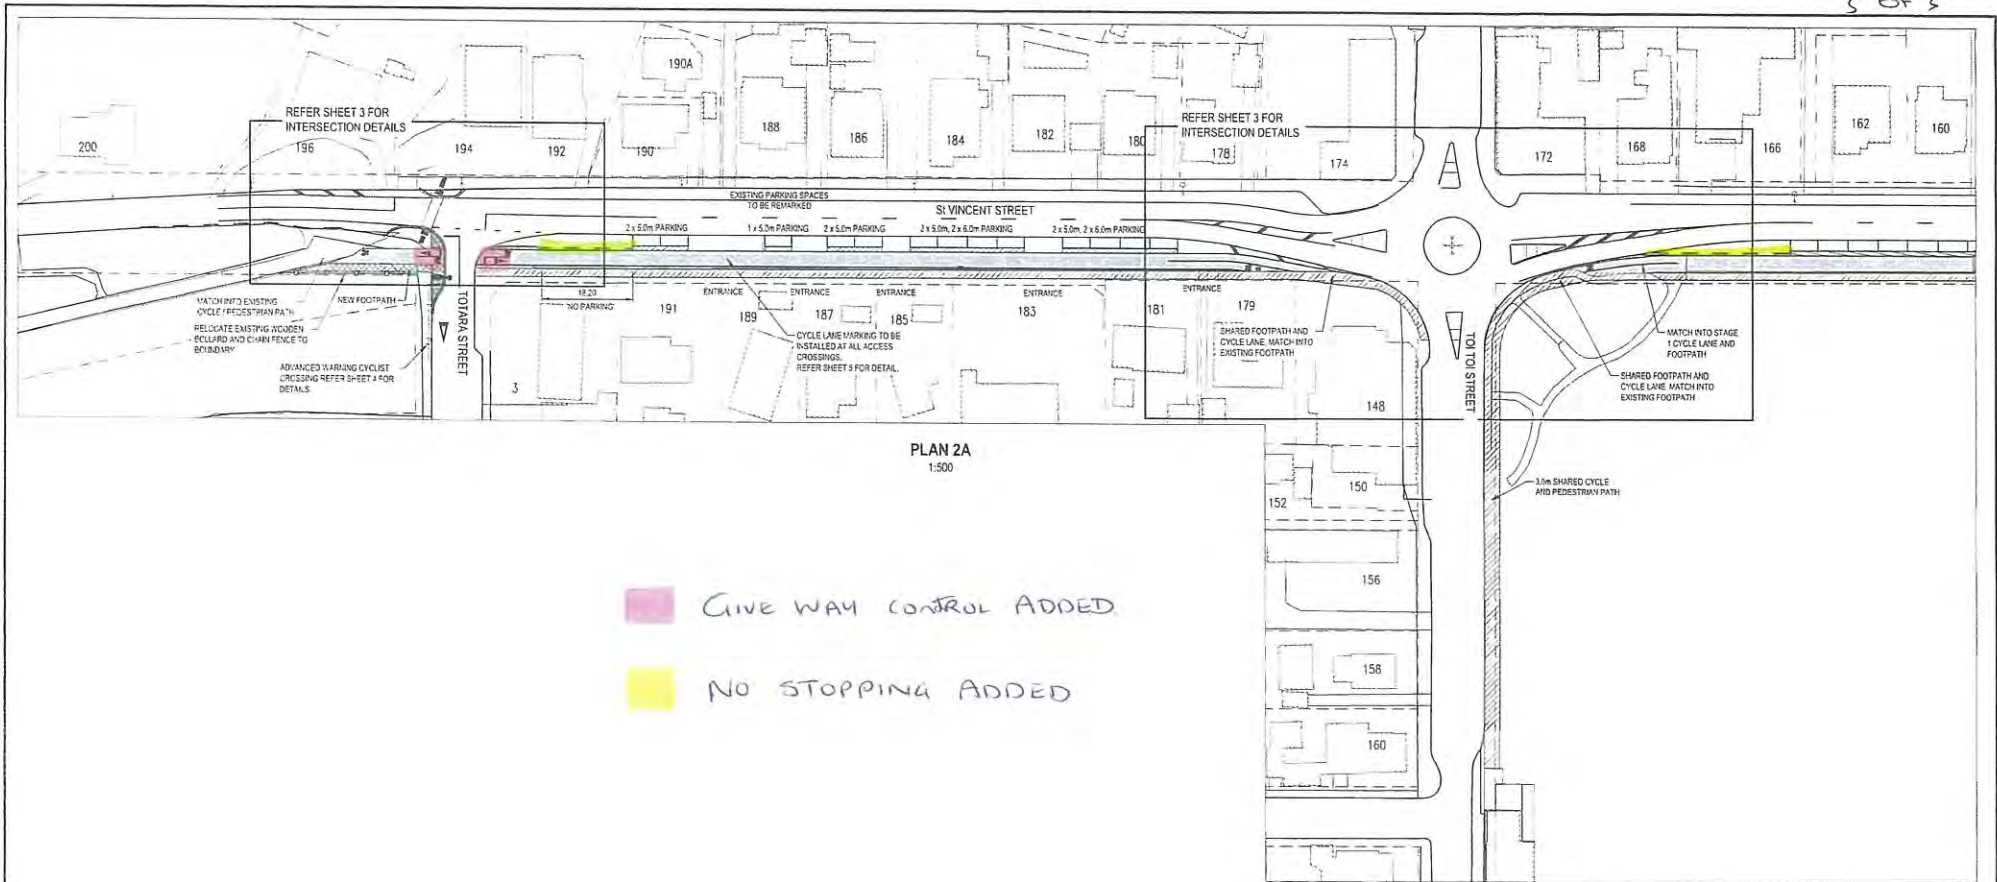 5 OF 5
190A
REFER SHEET 3 FOR
INTERSECTION DETAILS
REFER SHEET 3 FOR
INTERSECTION DETAILS
200
196
194
192
190
188
186
184
182
180
178
174
172
168
166
162
160
EXISTING PARKING SPACES
TO BE REMARKED
St VINCENT STREET
2 x 5.0m PARKING
1 x 5.0m PARKING
2 x 5.0m PARKING
2 x 5.0m, 2 x 6.0m PARKING
2 x 5.0m, 2 x 6.0m PARKING
MATCH INTO EXISTING
CYCLE / PEDESTRIAN PATH
NEW FOOTPATH
RELOCATE EXISTING WOODEN
BOLLARD AND CHAIN FENCE TO
BOUNDARY
ADVANCED WARNING CYCLIST
CROSSING REFER SHEET 4 FOR
DETAILS
TOTARA STREET
18.20
NO PARKING
3
191
ENTRANCE
189
ENTRANCE
187
ENTRANCE
185
ENTRANCE
183
181
ENTRANCE
179
CYCLE LANE MARKING TO BE
INSTALLED AT ALL ACCESS
CROSSINGS.
REFER SHEET 5 FOR DETAIL.
SHARED FOOTPATH AND
CYCLE LANE, MATCH INTO
EXISTING FOOTPATH
148
TOI TOI STREET
MATCH INTO STAGE
1 CYCLE LANE AND
FOOTPATH
SHARED FOOTPATH AND
CYCLE LANE, MATCH INTO
EXISTING FOOTPATH
PLAN 2A
1:500
152
150
3.0m SHARED CYCLE
AND PEDESTRIAN PATH
156
158
160
GIVE WAY CONTROL ADDED
NO STOPPING ADDED